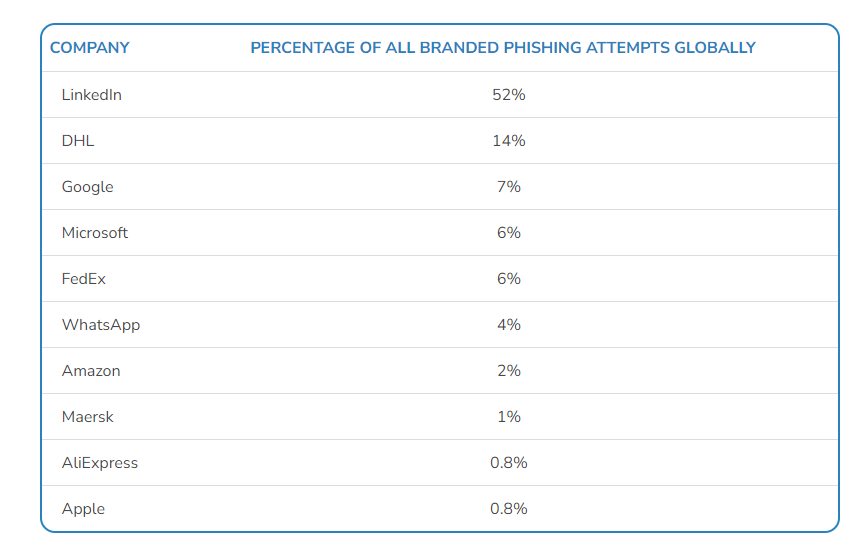 COMPANY PERCENTAGE OF ALL BRANDED PHISHING ATTEMPTS GLOBALLY
LinkedIn 52%
DHL 14%
Google 7%
Microsoft 6%
FedEx 6%
WhatsApp 4%
Amazon 2%
Maersk 1%
AliExpress 0.8%
Apple 0.8%